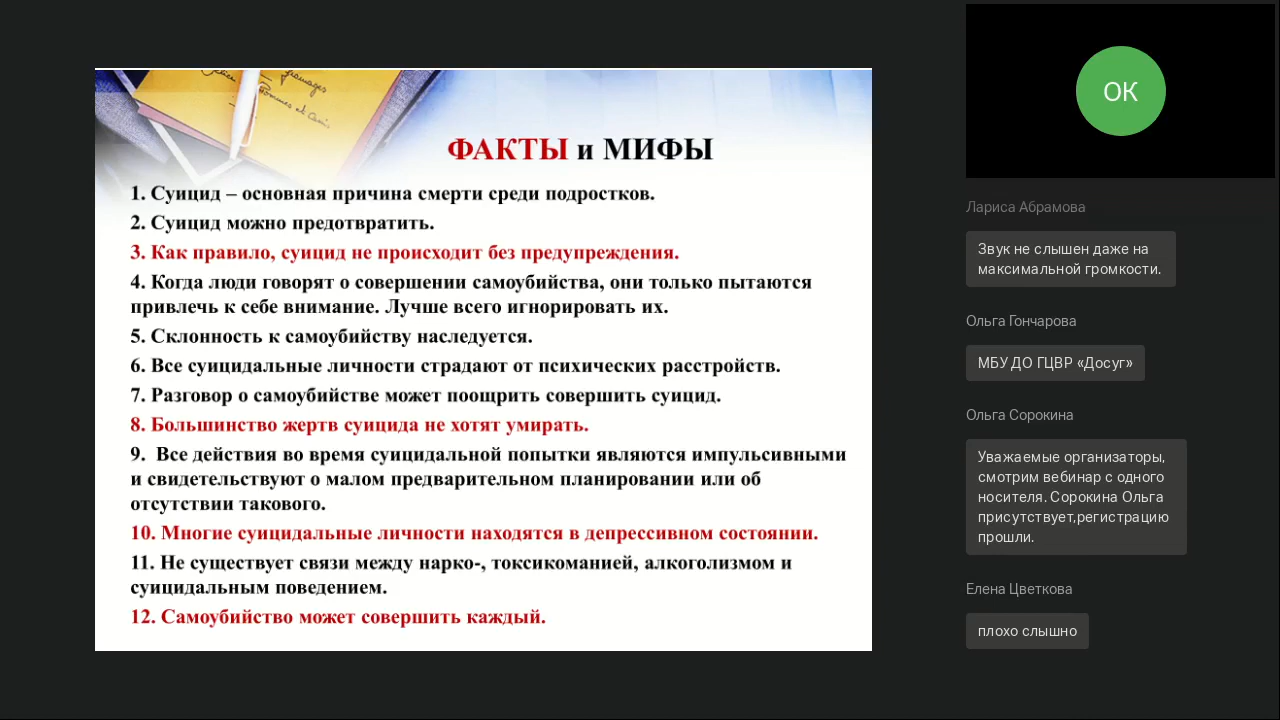 ФАКТЫ и МИФЫ
1. Суицид – основная причина смерти среди подростков.
2. Суицид можно предотвратить.
3. Как правило, суицид не происходит без предупреждения.
4. Когда люди говорят о совершении самоубийства, они только пытаются
привлечь к себе внимание. Лучше всего игнорировать их.
5. Склонность к самоубийству наследуется.
6. Все суицидальные личности страдают от психических расстройств.
7. Разговор о самоубийстве может поощрить совершить суицид.
8. Большинство жертв суицида не хотят умирать.
9. Все действия во время суицидальной попытки являются импульсивными
и свидетельствуют о малом предварительном планировании или об
отсутствии такового.
10. Многие суицидальные личности находятся в депрессивном состоянии.
11. Не существует связи между нарко-, токсикоманией, алкоголизмом и
суицидальным поведением.
12. Самоубийство может совершить каждый.
ОК
Лариса Абрамова
Звук не слышен даже на
максимальной громкости.
Ольга Гончарова
МБУ ДО ГЦВР «Досуг»
Ольга Сорокина
Уважаемые организаторы,
смотрим вебинар с одного
носителя. Сорокина Ольга
присутствует,регистрацию
прошли.
Елена Цветкова
плохо слышно